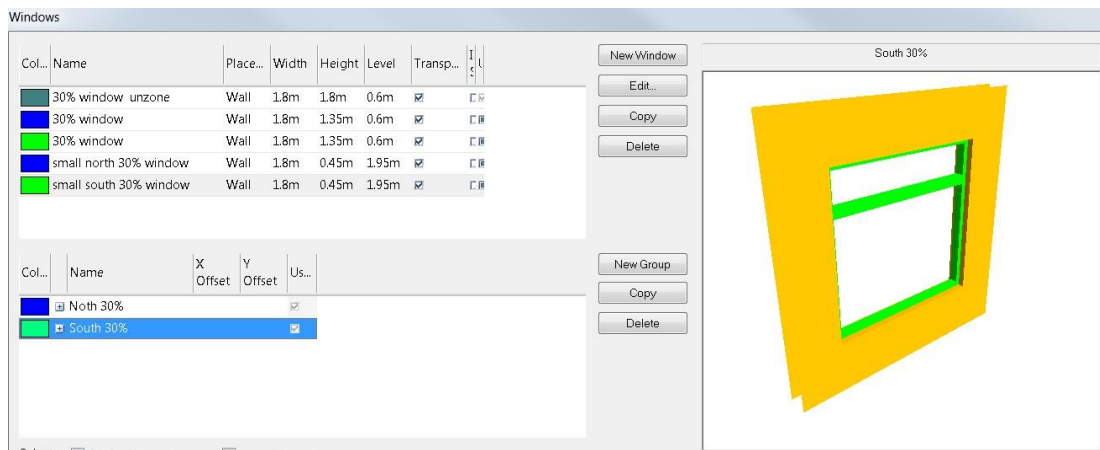 Windows
Col... Name Place... Width Height Level Transp...
30% window unzone Wall 1.8m 1.8m 0.6m
30% window Wall 1.8m 1.35m 0.6m
30% window Wall 1.8m 1.35m 0.6m
small north 30% window Wall 1.8m 0.45m 1.95m
small south 30% window Wall 1.8m 0.45m 1.95m
New Window
Edit...
Copy
Delete
South 30%
Col... Name X Offset Y Offset Us...
Noth 30%
South 30%
New Group
Copy
Delete